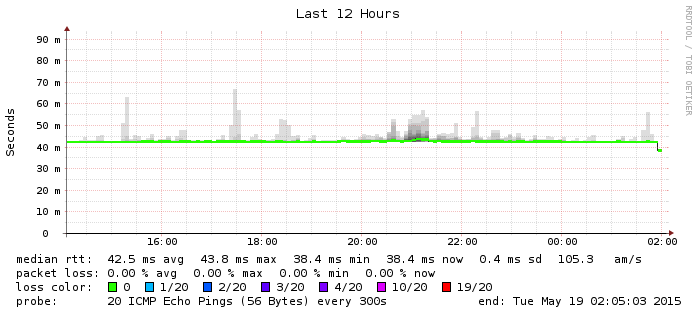 Last 12 Hours
RRDTOOL / TOBI OETIKER
Seconds
90 m
80 m
70 m
60 m
50 m
40 m
30 m
20 m
10 m
0
16:00 18:00 20:00 22:00 00:00 02:00
median rtt: 42.5 ms avg 43.8 ms max 38.4 ms min 38.4 ms now 0.4 ms sd 105.3 am/s
packet loss: 0.00 % avg 0.00 % max 0.00 % min 0.00 % now
loss color: 0 1/20 2/20 3/20 4/20 10/20 19/20
probe: 20 ICMP Echo Pings (56 Bytes) every 300s end: Tue May 19 02:05:03 2015